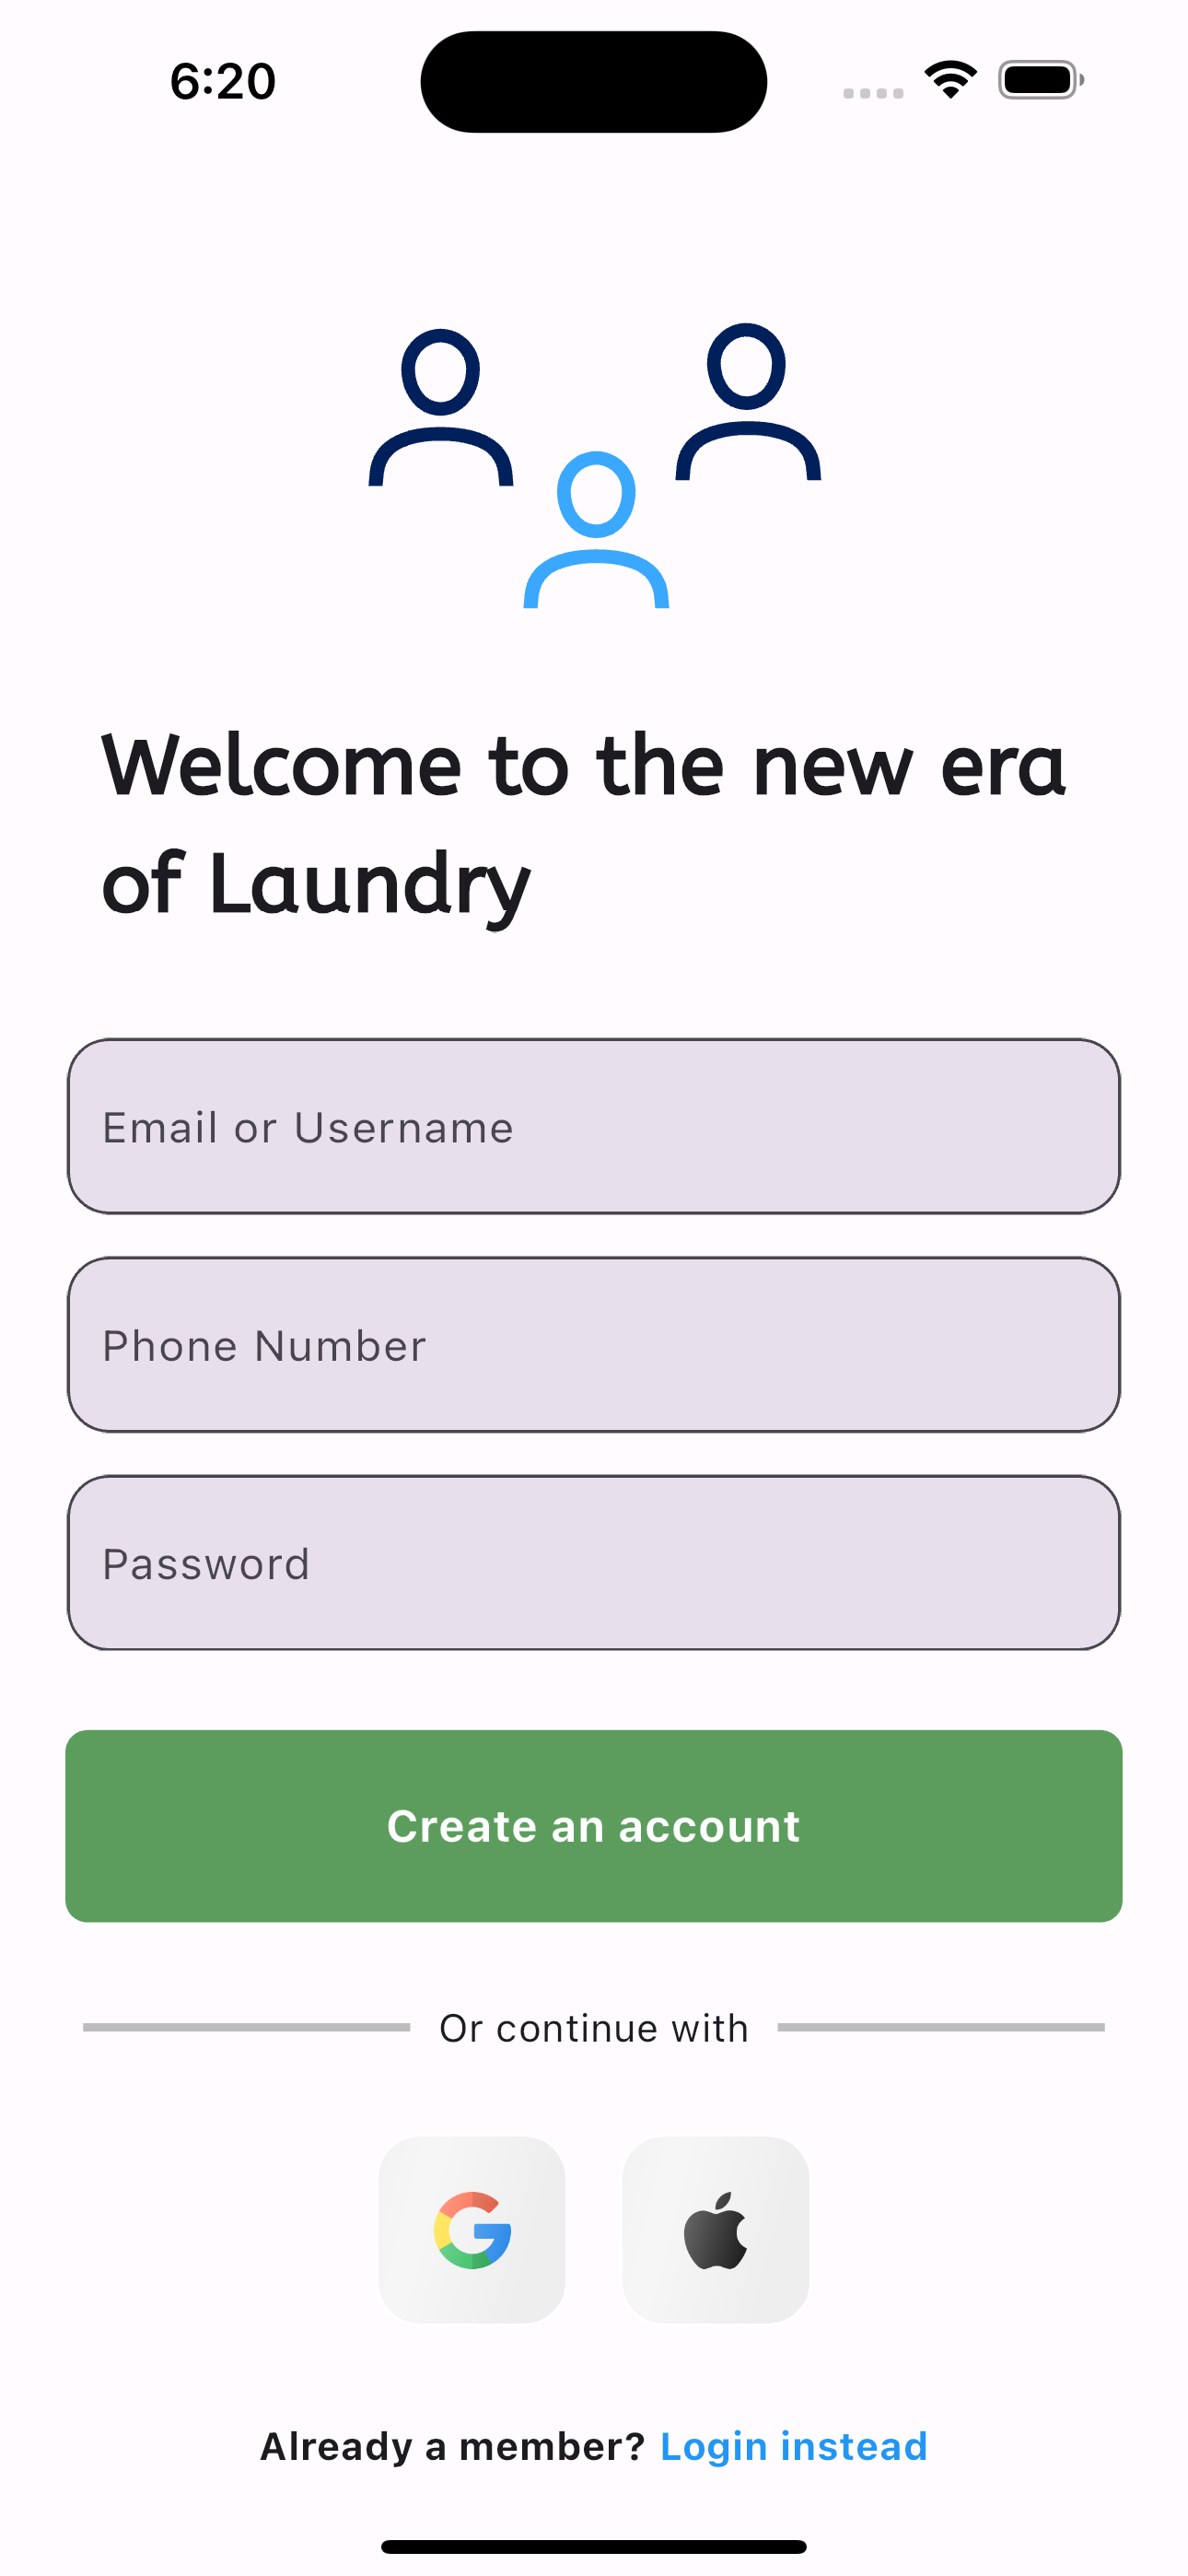 6:20
Welcome to the new era
of Laundry
Email or Username
Phone Number
Password
Create an account
Or continue with
Already a member? Login instead